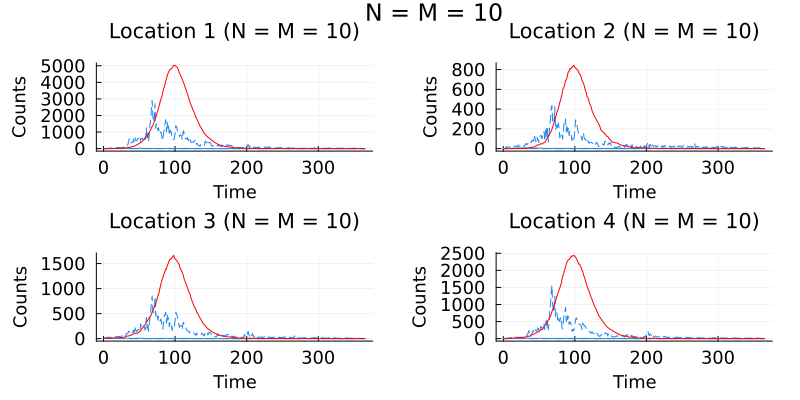 N = M = 10
Location 1 (N = M = 10)
Counts
5000
4000
3000
2000
1000
0
0 100 200 300
Time
Location 2 (N = M = 10)
Counts
800
600
400
200
0
0 100 200 300
Time
Location 3 (N = M = 10)
Counts
1500
1000
500
0
0 100 200 300
Time
Location 4 (N = M = 10)
Counts
2500
2000
1500
1000
500
0
0 100 200 300
Time